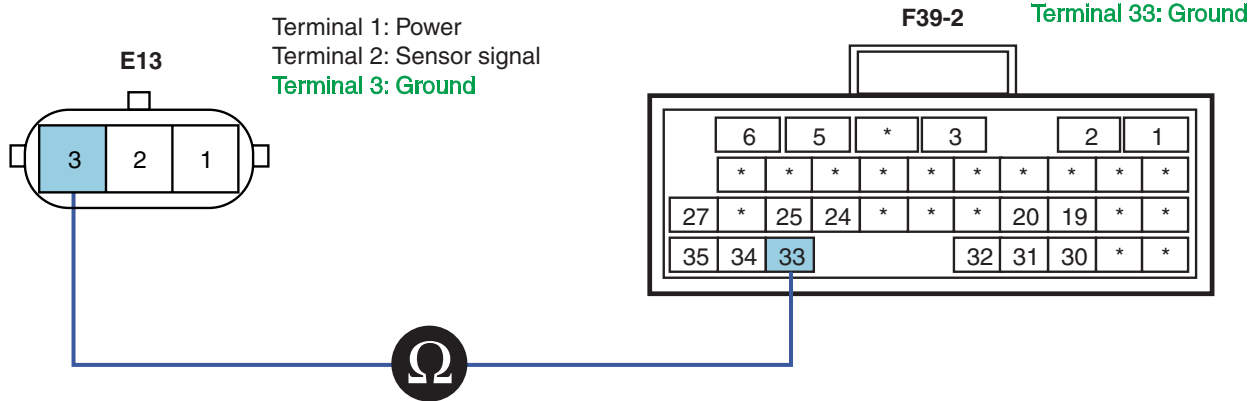 E13
Terminal 1: Power
Terminal 2: Sensor signal
Terminal 3: Ground
3 2 1
F39-2
Terminal 33: Ground
6 5 * 3 2 1
* * * * * * * * * *
27 * 25 24 * * * 20 19 * *
35 34 33 32 31 30 * *
Ω